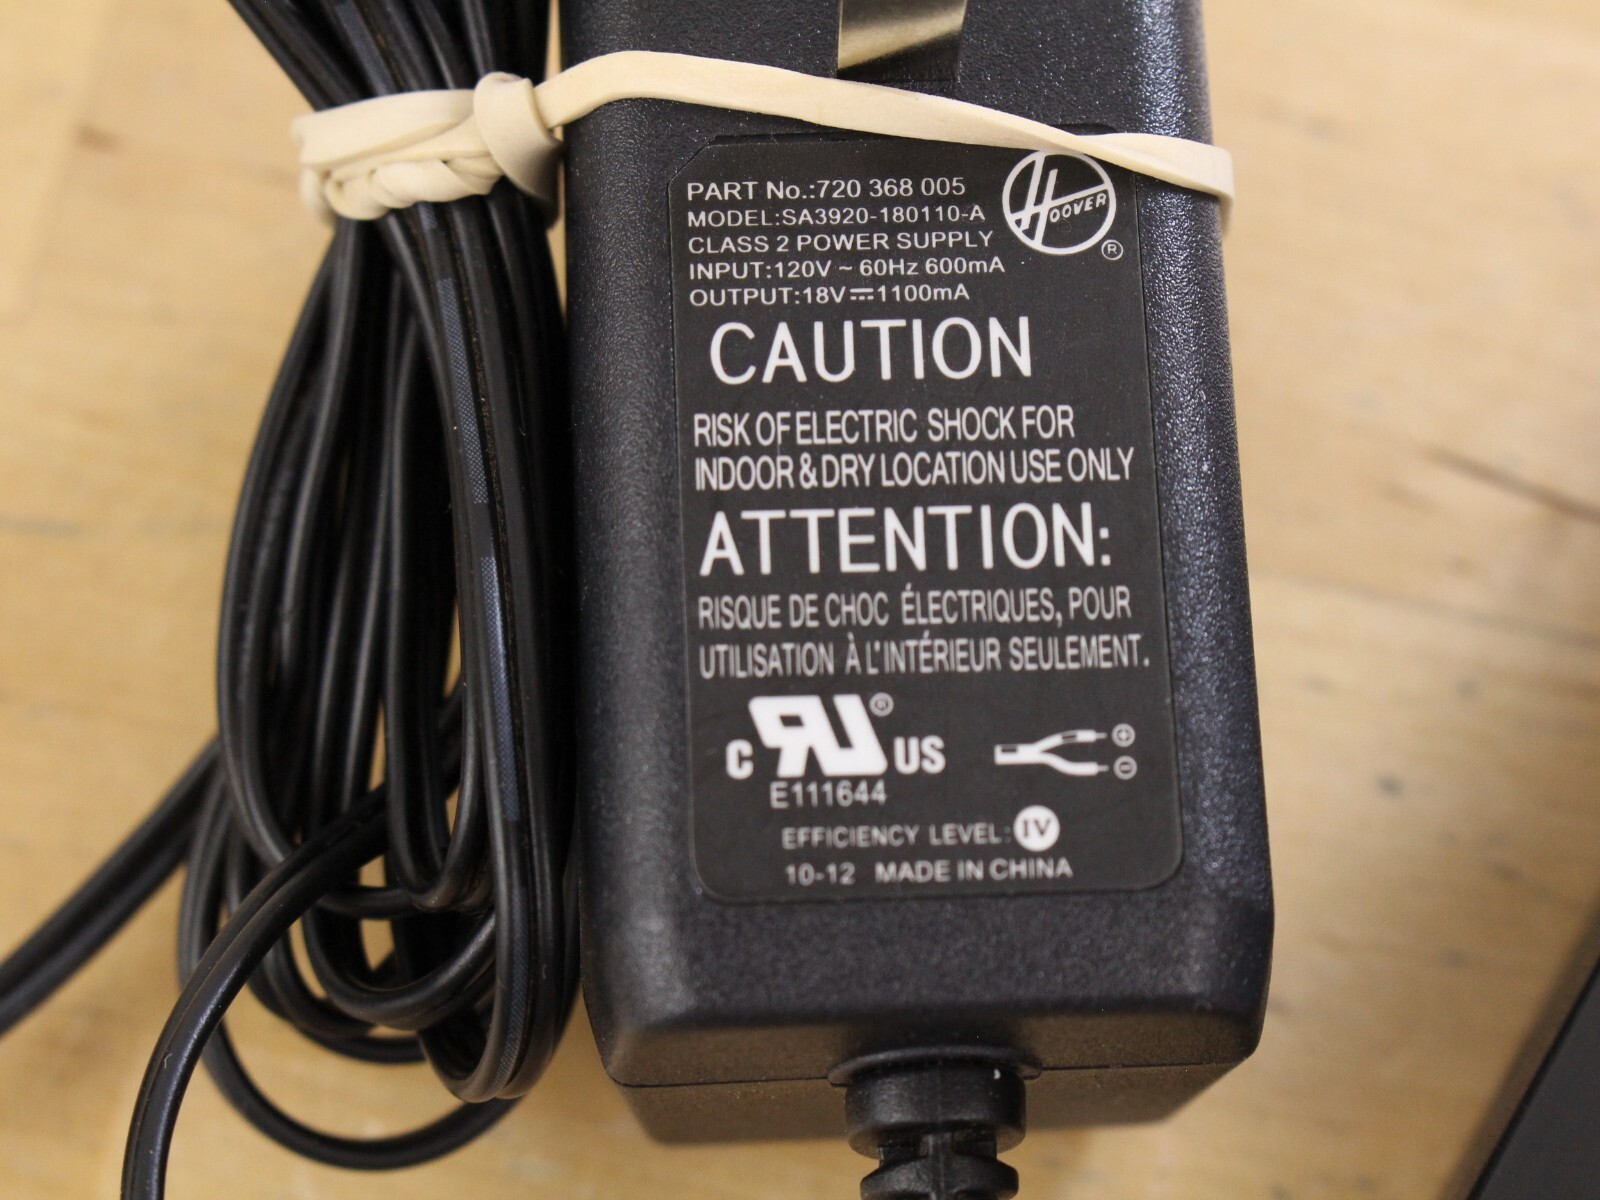 PART No.:720 368 005
MODEL:SA3920-180110-A
CLASS 2 POWER SUPPLY
INPUT:120V ~ 60Hz 600mA
OUTPUT:18V⎓1100mA
HOOVER ®
CAUTION
RISK OF ELECTRIC SHOCK FOR
INDOOR & DRY LOCATION USE ONLY
ATTENTION:
RISQUE DE CHOC ÉLECTRIQUES, POUR
UTILISATION À L'INTÉRIEUR SEULEMENT.
C RU ® US
E111644
EFFICIENCY LEVEL: IV
10-12 MADE IN CHINA